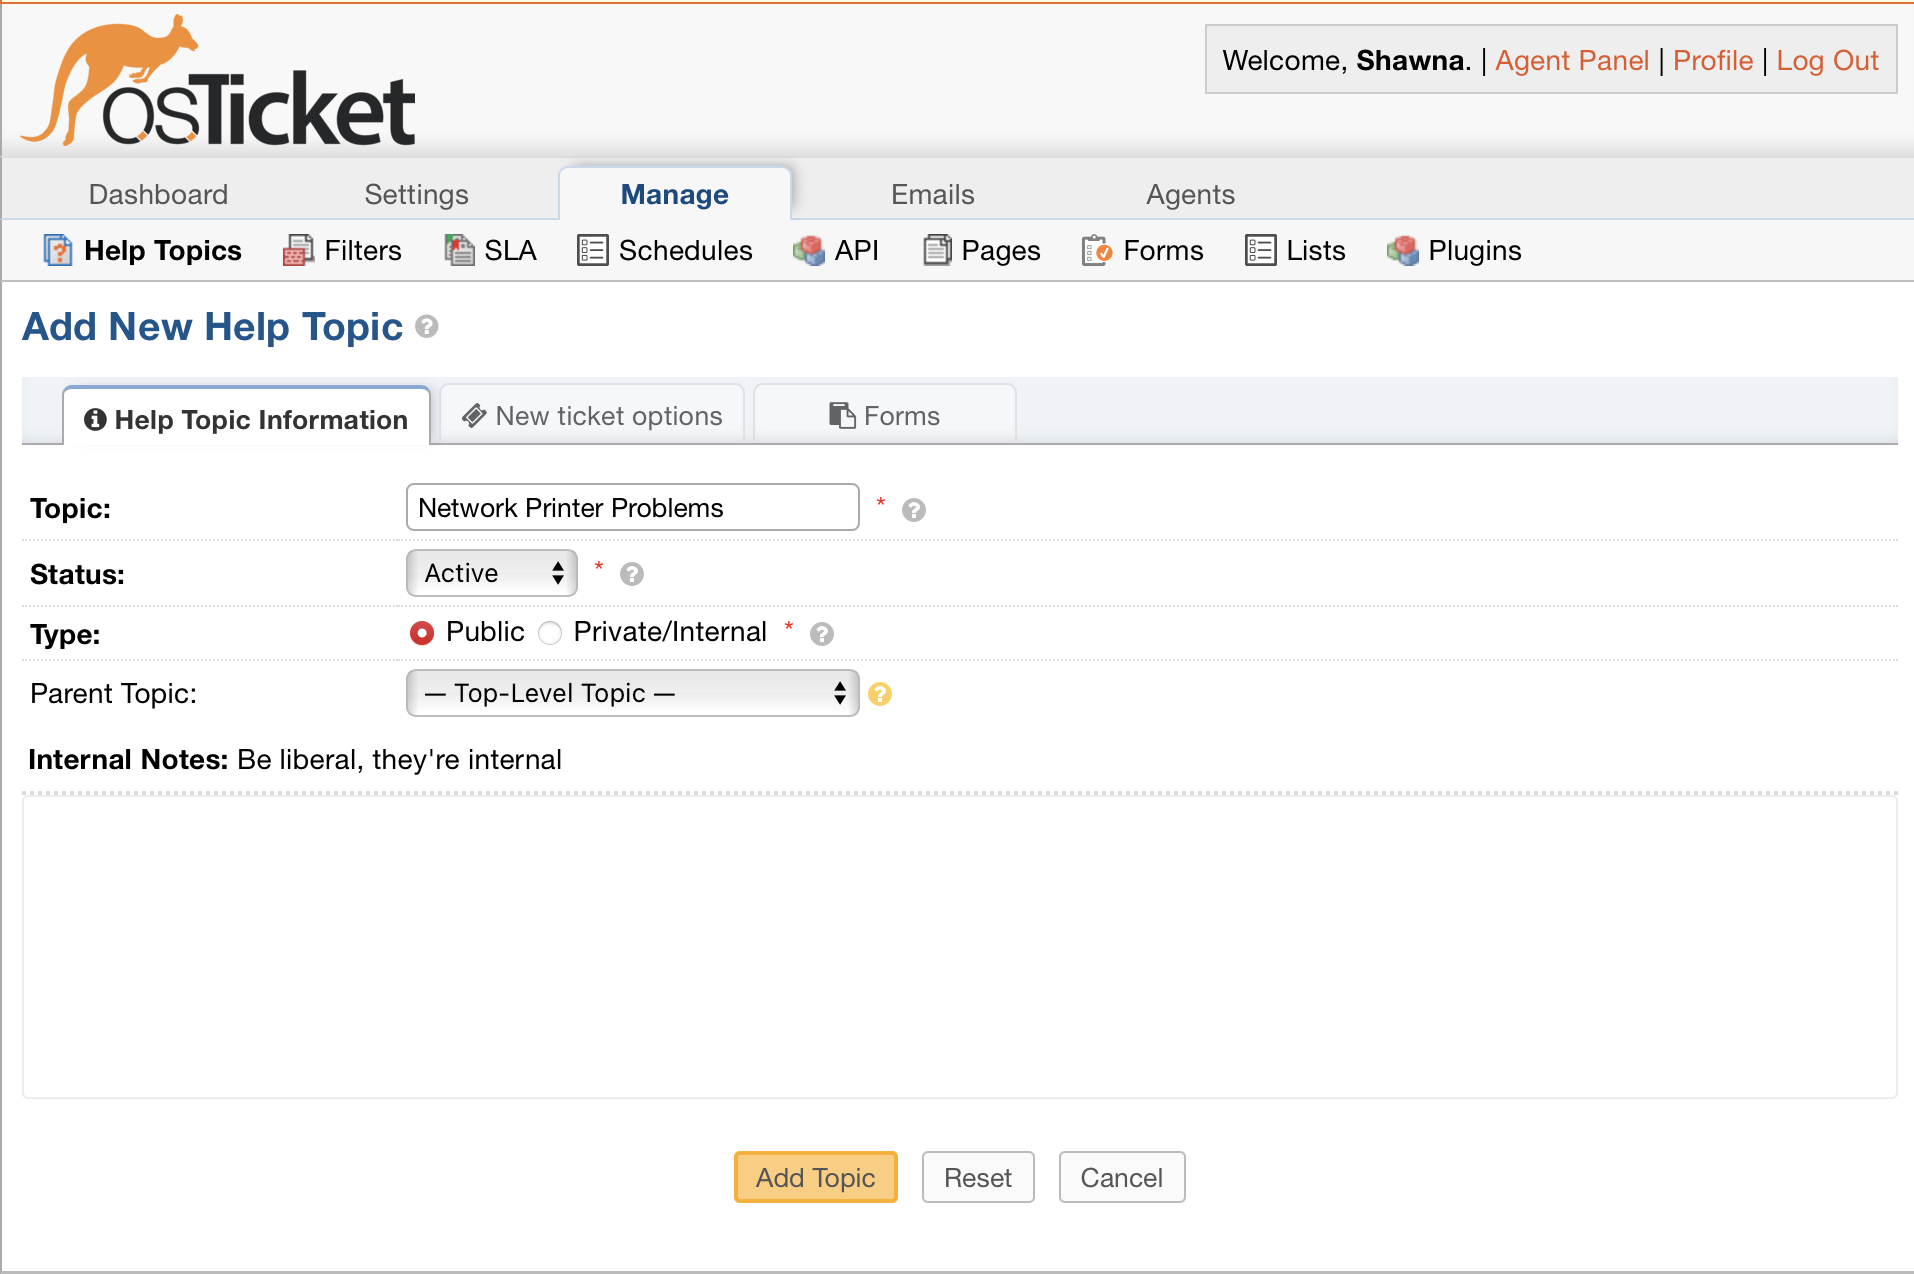 osTicket
Welcome, Shawna. | Agent Panel | Profile | Log Out
Dashboard Settings Manage Emails Agents
Help Topics Filters SLA Schedules API Pages Forms Lists Plugins
Add New Help Topic
Help Topic Information New ticket options Forms
Topic: Network Printer Problems *
Status: Active *
Type: Public Private/Internal *
Parent Topic: — Top-Level Topic —
Internal Notes: Be liberal, they're internal
Add Topic Reset Cancel